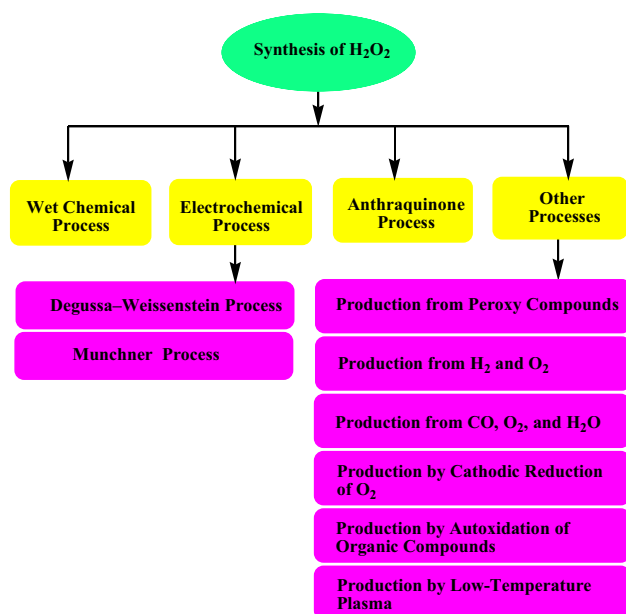 Synthesis of H₂O₂
Wet Chemical
Process
Electrochemical
Process
Anthraquinone
Process
Other
Processes
Degussa–Weissenstein Process
Munchner Process
Production from Peroxy Compounds
Production from H₂ and O₂
Production from CO, O₂, and H₂O
Production by Cathodic Reduction
of O₂
Production by Autoxidation of
Organic Compounds
Production by Low-Temperature
Plasma